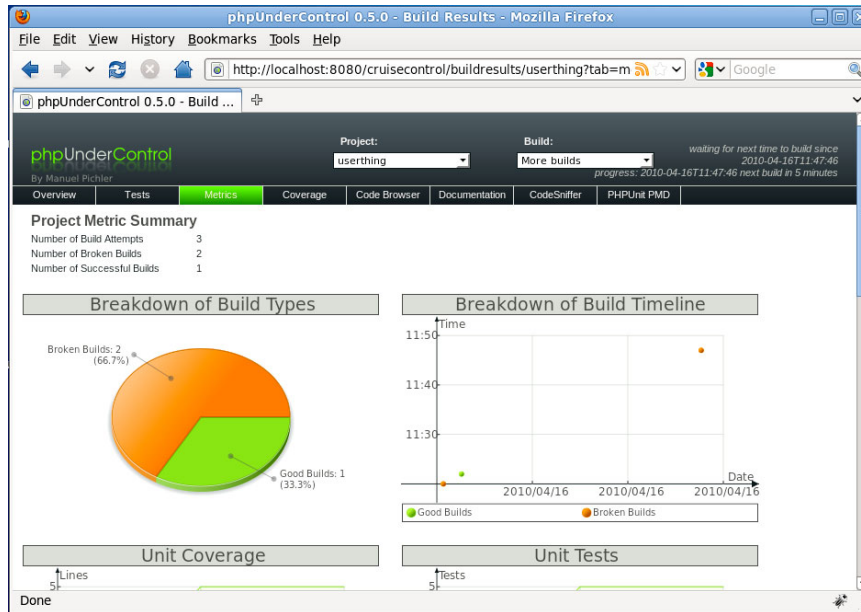 phpUnderControl 0.5.0 - Build Results - Mozilla Firefox
File Edit View History Bookmarks Tools Help
http://localhost:8080/cruisecontrol/buildresults/userthing?tab=m
Google
phpUnderControl 0.5.0 - Build ...
phpUnderControl
By Manuel Pichler
Project:
userthing
Build:
More builds
waiting for next time to build since
2010-04-16T11:47:46
progress: 2010-04-16T11:47:46 next build in 5 minutes
Overview Tests Metrics Coverage Code Browser Documentation CodeSniffer PHPUnit PMD
Project Metric Summary
Number of Build Attempts 3
Number of Broken Builds 2
Number of Successful Builds 1
Breakdown of Build Types
Broken Builds: 2
(66.7%)
Good Builds: 1
(33.3%)
Breakdown of Build Timeline
Time
11:50
11:40
11:30
Date
2010/04/16 2010/04/16 2010/04/16
Good Builds Broken Builds
Unit Coverage
Lines
5
Unit Tests
Tests
5
Done